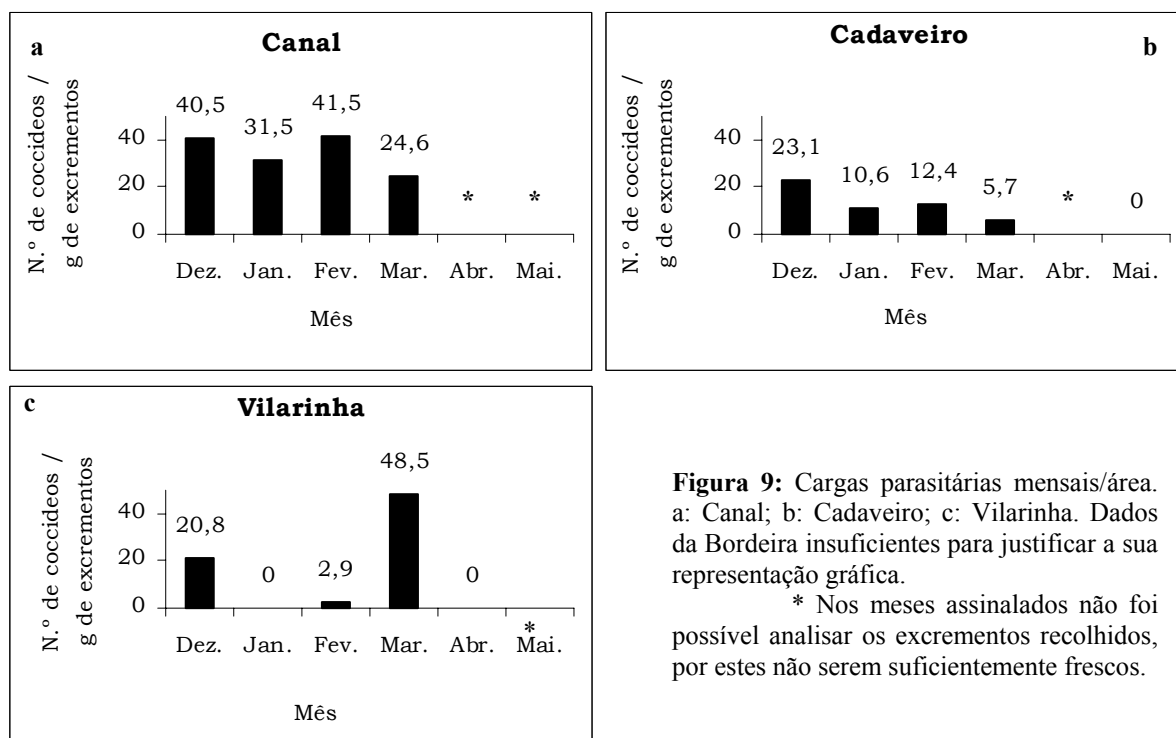 a
Canal
N.º de coccideos /
g de excrementos
40,5
31,5
41,5
24,6
*
*
40
20
0
Dez. Jan. Fev. Mar. Abr. Mai.
Mês
Cadaveiro
b
N.º de coccideos /
g de excrementos
23,1
10,6
12,4
5,7
*
0
40
20
0
Dez. Jan. Fev. Mar. Abr. Mai.
Mês
c
Vilarinha
N.º de coccideos /
g de excrementos
20,8
0
2,9
48,5
0
*
40
20
0
Dez. Jan. Fev. Mar. Abr. Mai.
Mês
Figura 9: Cargas parasitárias mensais/área.
a: Canal; b: Cadaveiro; c: Vilarinha. Dados
da Bordeira insuficientes para justificar a sua
representação gráfica.
* Nos meses assinalados não foi
possível analisar os excrementos recolhidos,
por estes não serem suficientemente frescos.